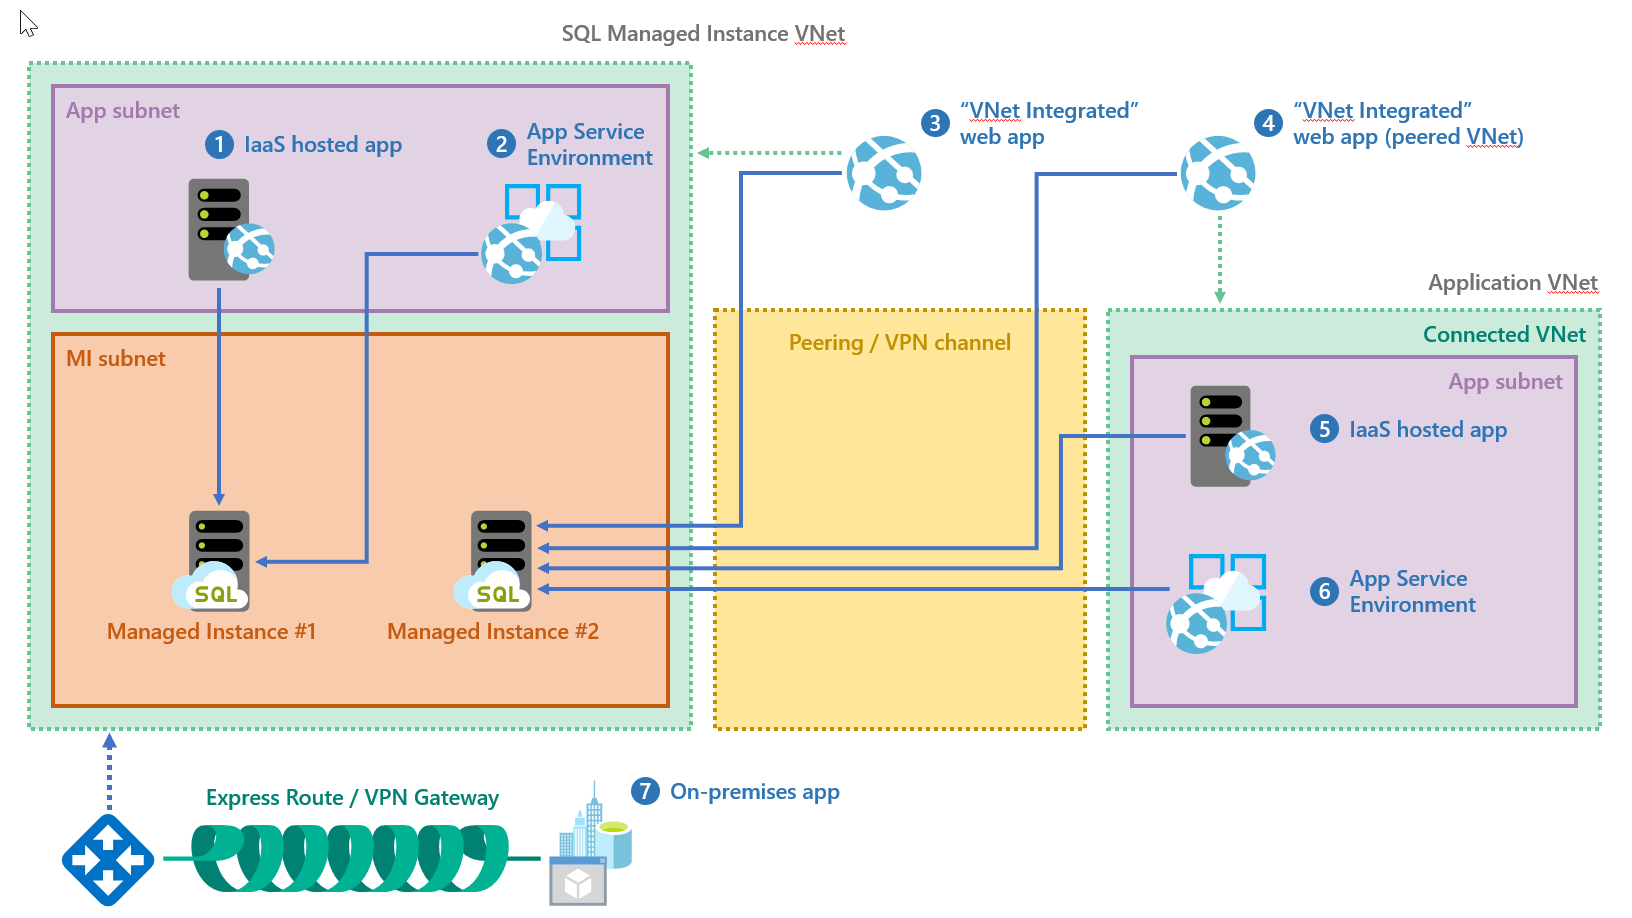 SQL Managed Instance VNet
App subnet
1 IaaS hosted app
2 App Service
Environment
3 “VNet Integrated”
web app
4 “VNet Integrated”
web app (peered VNet)
Application VNet
MI subnet
Peering / VPN channel
Connected VNet
App subnet
5 IaaS hosted app
6 App Service
Environment
SQL
SQL
Managed Instance #1
Managed Instance #2
Express Route / VPN Gateway
7 On-premises app